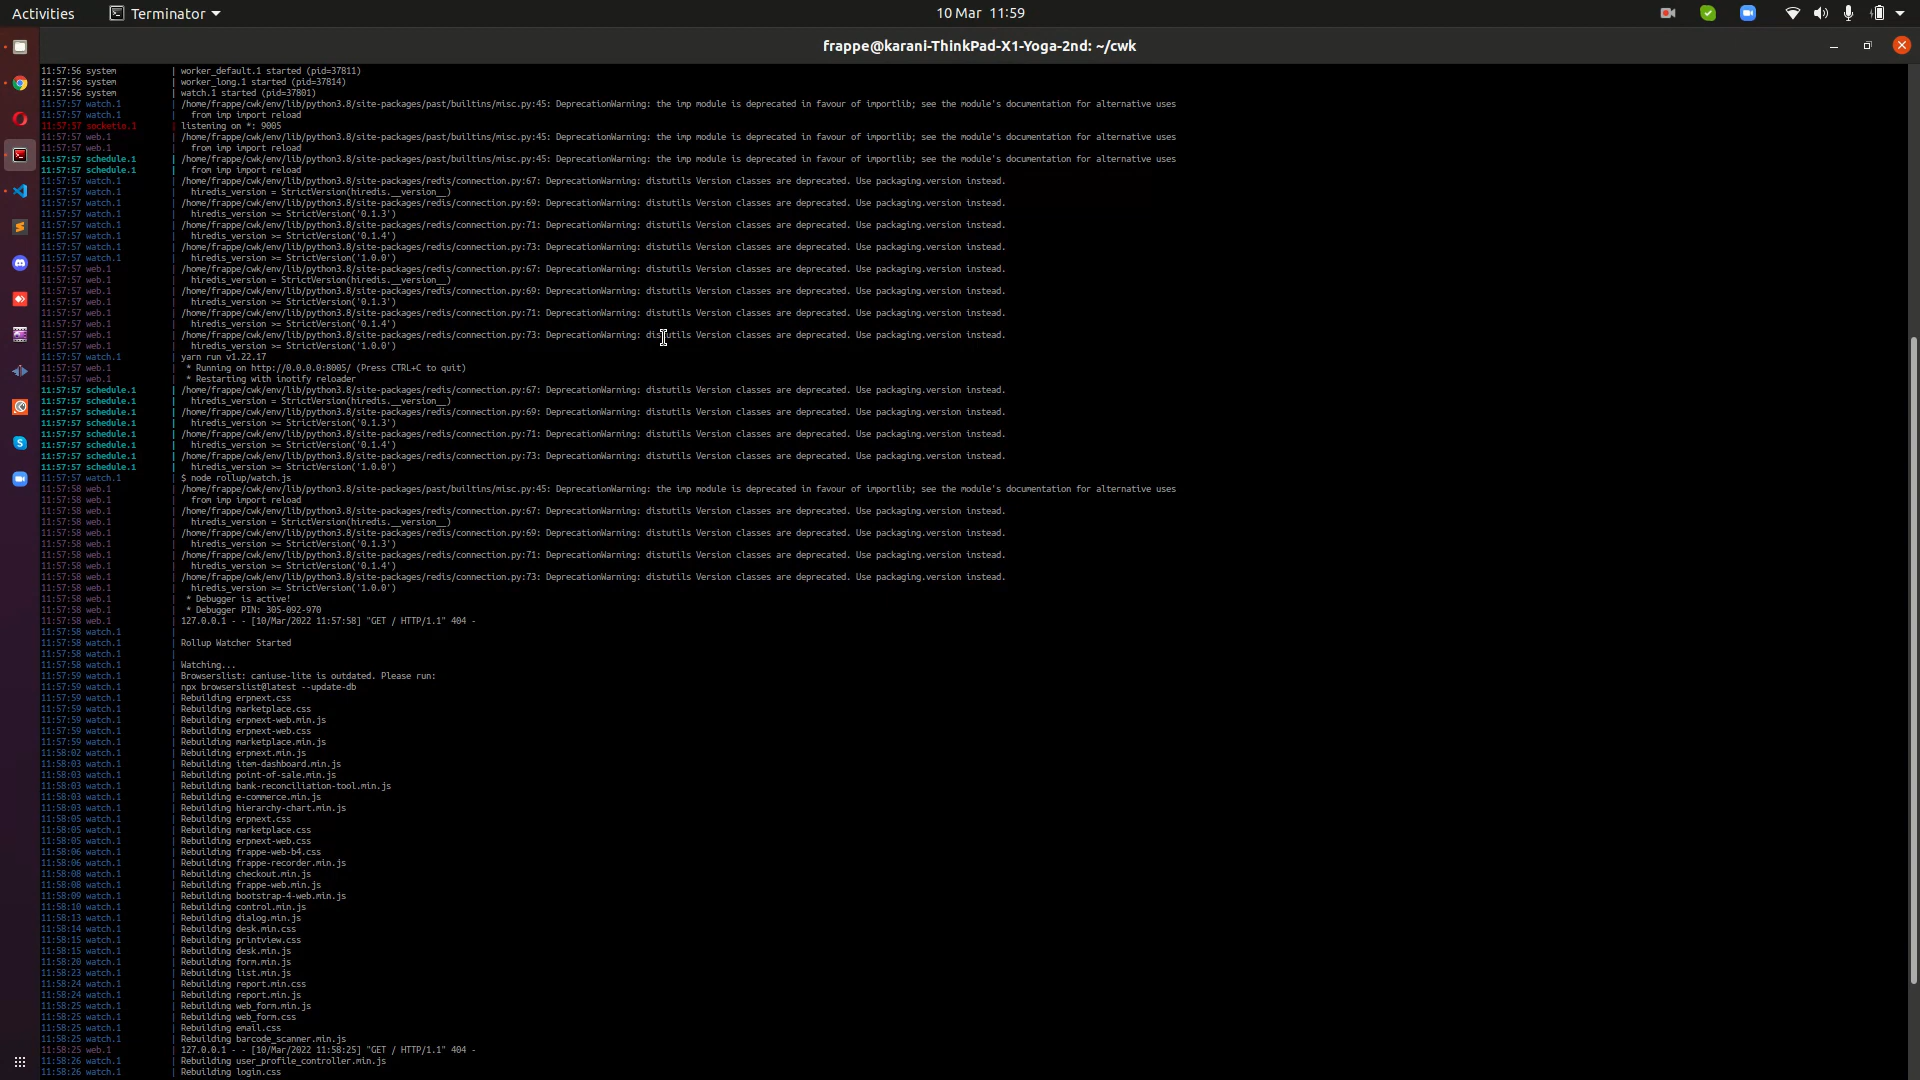 Activities
Terminator
10 Mar 11:59
frappe@karani-ThinkPad-X1-Yoga-2nd: ~/cwk
11:57:56 system | worker_default.1 started (pid=37811)
11:57:56 system | worker_long.1 started (pid=37814)
11:57:56 system | watch.1 started (pid=37801)
11:57:57 watch.1 | /home/frappe/cwk/env/lib/python3.8/site-packages/past/builtins/misc.py:45: DeprecationWarning: the imp module is deprecated in favour of importlib; see the module's documentation for alternative uses
11:57:57 watch.1 | from imp import reload
11:57:57 socketio.1 | listening on *: 9005
11:57:57 web.1 | /home/frappe/cwk/env/lib/python3.8/site-packages/past/builtins/misc.py:45: DeprecationWarning: the imp module is deprecated in favour of importlib; see the module's documentation for alternative uses
11:57:57 web.1 | from imp import reload
11:57:57 schedule.1 | /home/frappe/cwk/env/lib/python3.8/site-packages/past/builtins/misc.py:45: DeprecationWarning: the imp module is deprecated in favour of importlib; see the module's documentation for alternative uses
11:57:57 schedule.1 | from imp import reload
11:57:57 watch.1 | /home/frappe/cwk/env/lib/python3.8/site-packages/redis/connection.py:67: DeprecationWarning: distutils Version classes are deprecated. Use packaging.version instead.
11:57:57 watch.1 | hiredis_version = StrictVersion(hiredis.__version__)
11:57:57 watch.1 | /home/frappe/cwk/env/lib/python3.8/site-packages/redis/connection.py:69: DeprecationWarning: distutils Version classes are deprecated. Use packaging.version instead.
11:57:57 watch.1 | hiredis_version >= StrictVersion('0.1.3')
11:57:57 watch.1 | /home/frappe/cwk/env/lib/python3.8/site-packages/redis/connection.py:71: DeprecationWarning: distutils Version classes are deprecated. Use packaging.version instead.
11:57:57 watch.1 | hiredis_version >= StrictVersion('0.1.4')
11:57:57 watch.1 | /home/frappe/cwk/env/lib/python3.8/site-packages/redis/connection.py:73: DeprecationWarning: distutils Version classes are deprecated. Use packaging.version instead.
11:57:57 watch.1 | hiredis_version >= StrictVersion('1.0.0')
11:57:57 web.1 | /home/frappe/cwk/env/lib/python3.8/site-packages/redis/connection.py:67: DeprecationWarning: distutils Version classes are deprecated. Use packaging.version instead.
11:57:57 web.1 | hiredis_version = StrictVersion(hiredis.__version__)
11:57:57 web.1 | /home/frappe/cwk/env/lib/python3.8/site-packages/redis/connection.py:69: DeprecationWarning: distutils Version classes are deprecated. Use packaging.version instead.
11:57:57 web.1 | hiredis_version >= StrictVersion('0.1.3')
11:57:57 web.1 | /home/frappe/cwk/env/lib/python3.8/site-packages/redis/connection.py:71: DeprecationWarning: distutils Version classes are deprecated. Use packaging.version instead.
11:57:57 web.1 | hiredis_version >= StrictVersion('0.1.4')
11:57:57 web.1 | /home/frappe/cwk/env/lib/python3.8/site-packages/redis/connection.py:73: DeprecationWarning: distutils Version classes are deprecated. Use packaging.version instead.
11:57:57 web.1 | hiredis_version >= StrictVersion('1.0.0')
11:57:57 watch.1 | yarn run v1.22.17
11:57:57 web.1 | * Running on http://0.0.0.0:8005/ (Press CTRL+C to quit)
11:57:57 web.1 | * Restarting with inotify reloader
11:57:57 schedule.1 | /home/frappe/cwk/env/lib/python3.8/site-packages/redis/connection.py:67: DeprecationWarning: distutils Version classes are deprecated. Use packaging.version instead.
11:57:57 schedule.1 | hiredis_version = StrictVersion(hiredis.__version__)
11:57:57 schedule.1 | /home/frappe/cwk/env/lib/python3.8/site-packages/redis/connection.py:69: DeprecationWarning: distutils Version classes are deprecated. Use packaging.version instead.
11:57:57 schedule.1 | hiredis_version >= StrictVersion('0.1.3')
11:57:57 schedule.1 | /home/frappe/cwk/env/lib/python3.8/site-packages/redis/connection.py:71: DeprecationWarning: distutils Version classes are deprecated. Use packaging.version instead.
11:57:57 schedule.1 | hiredis_version >= StrictVersion('0.1.4')
11:57:57 schedule.1 | /home/frappe/cwk/env/lib/python3.8/site-packages/redis/connection.py:73: DeprecationWarning: distutils Version classes are deprecated. Use packaging.version instead.
11:57:57 schedule.1 | hiredis_version >= StrictVersion('1.0.0')
11:57:57 watch.1 | $ node rollup/watch.js
11:57:58 web.1 | /home/frappe/cwk/env/lib/python3.8/site-packages/past/builtins/misc.py:45: DeprecationWarning: the imp module is deprecated in favour of importlib; see the module's documentation for alternative uses
11:57:58 web.1 | from imp import reload
11:57:58 web.1 | /home/frappe/cwk/env/lib/python3.8/site-packages/redis/connection.py:67: DeprecationWarning: distutils Version classes are deprecated. Use packaging.version instead.
11:57:58 web.1 | hiredis_version = StrictVersion(hiredis.__version__)
11:57:58 web.1 | /home/frappe/cwk/env/lib/python3.8/site-packages/redis/connection.py:69: DeprecationWarning: distutils Version classes are deprecated. Use packaging.version instead.
11:57:58 web.1 | hiredis_version >= StrictVersion('0.1.3')
11:57:58 web.1 | /home/frappe/cwk/env/lib/python3.8/site-packages/redis/connection.py:71: DeprecationWarning: distutils Version classes are deprecated. Use packaging.version instead.
11:57:58 web.1 | hiredis_version >= StrictVersion('0.1.4')
11:57:58 web.1 | /home/frappe/cwk/env/lib/python3.8/site-packages/redis/connection.py:73: DeprecationWarning: distutils Version classes are deprecated. Use packaging.version instead.
11:57:58 web.1 | hiredis_version >= StrictVersion('1.0.0')
11:57:58 web.1 | * Debugger is active!
11:57:58 web.1 | * Debugger PIN: 305-092-970
11:57:58 web.1 | 127.0.0.1 - - [10/Mar/2022 11:57:58] "GET / HTTP/1.1" 404 -
11:57:58 watch.1 |
11:57:58 watch.1 | Rollup Watcher Started
11:57:58 watch.1 |
11:57:58 watch.1 | Watching...
11:57:59 watch.1 | Browserslist: caniuse-lite is outdated. Please run:
11:57:59 watch.1 | npx browserslist@latest --update-db
11:57:59 watch.1 | Rebuilding erpnext.css
11:57:59 watch.1 | Rebuilding marketplace.css
11:57:59 watch.1 | Rebuilding erpnext-web.min.js
11:57:59 watch.1 | Rebuilding erpnext-web.css
11:57:59 watch.1 | Rebuilding marketplace.min.js
11:58:02 watch.1 | Rebuilding erpnext.min.js
11:58:03 watch.1 | Rebuilding item-dashboard.min.js
11:58:03 watch.1 | Rebuilding point-of-sale.min.js
11:58:03 watch.1 | Rebuilding bank-reconciliation-tool.min.js
11:58:03 watch.1 | Rebuilding e-commerce.min.js
11:58:03 watch.1 | Rebuilding hierarchy-chart.min.js
11:58:05 watch.1 | Rebuilding erpnext.css
11:58:05 watch.1 | Rebuilding marketplace.css
11:58:05 watch.1 | Rebuilding erpnext-web.css
11:58:06 watch.1 | Rebuilding frappe-web-b4.css
11:58:06 watch.1 | Rebuilding frappe-recorder.min.js
11:58:08 watch.1 | Rebuilding checkout.min.js
11:58:08 watch.1 | Rebuilding frappe-web.min.js
11:58:09 watch.1 | Rebuilding bootstrap-4-web.min.js
11:58:10 watch.1 | Rebuilding control.min.js
11:58:13 watch.1 | Rebuilding dialog.min.js
11:58:14 watch.1 | Rebuilding desk.min.css
11:58:15 watch.1 | Rebuilding printview.css
11:58:15 watch.1 | Rebuilding desk.min.js
11:58:20 watch.1 | Rebuilding form.min.js
11:58:23 watch.1 | Rebuilding list.min.js
11:58:24 watch.1 | Rebuilding report.min.css
11:58:24 watch.1 | Rebuilding report.min.js
11:58:25 watch.1 | Rebuilding web_form.min.js
11:58:25 watch.1 | Rebuilding web_form.css
11:58:25 watch.1 | Rebuilding email.css
11:58:25 watch.1 | Rebuilding barcode_scanner.min.js
11:58:25 web.1 | 127.0.0.1 - - [10/Mar/2022 11:58:25] "GET / HTTP/1.1" 404 -
11:58:26 watch.1 | Rebuilding user_profile_controller.min.js
11:58:26 watch.1 | Rebuilding login.css